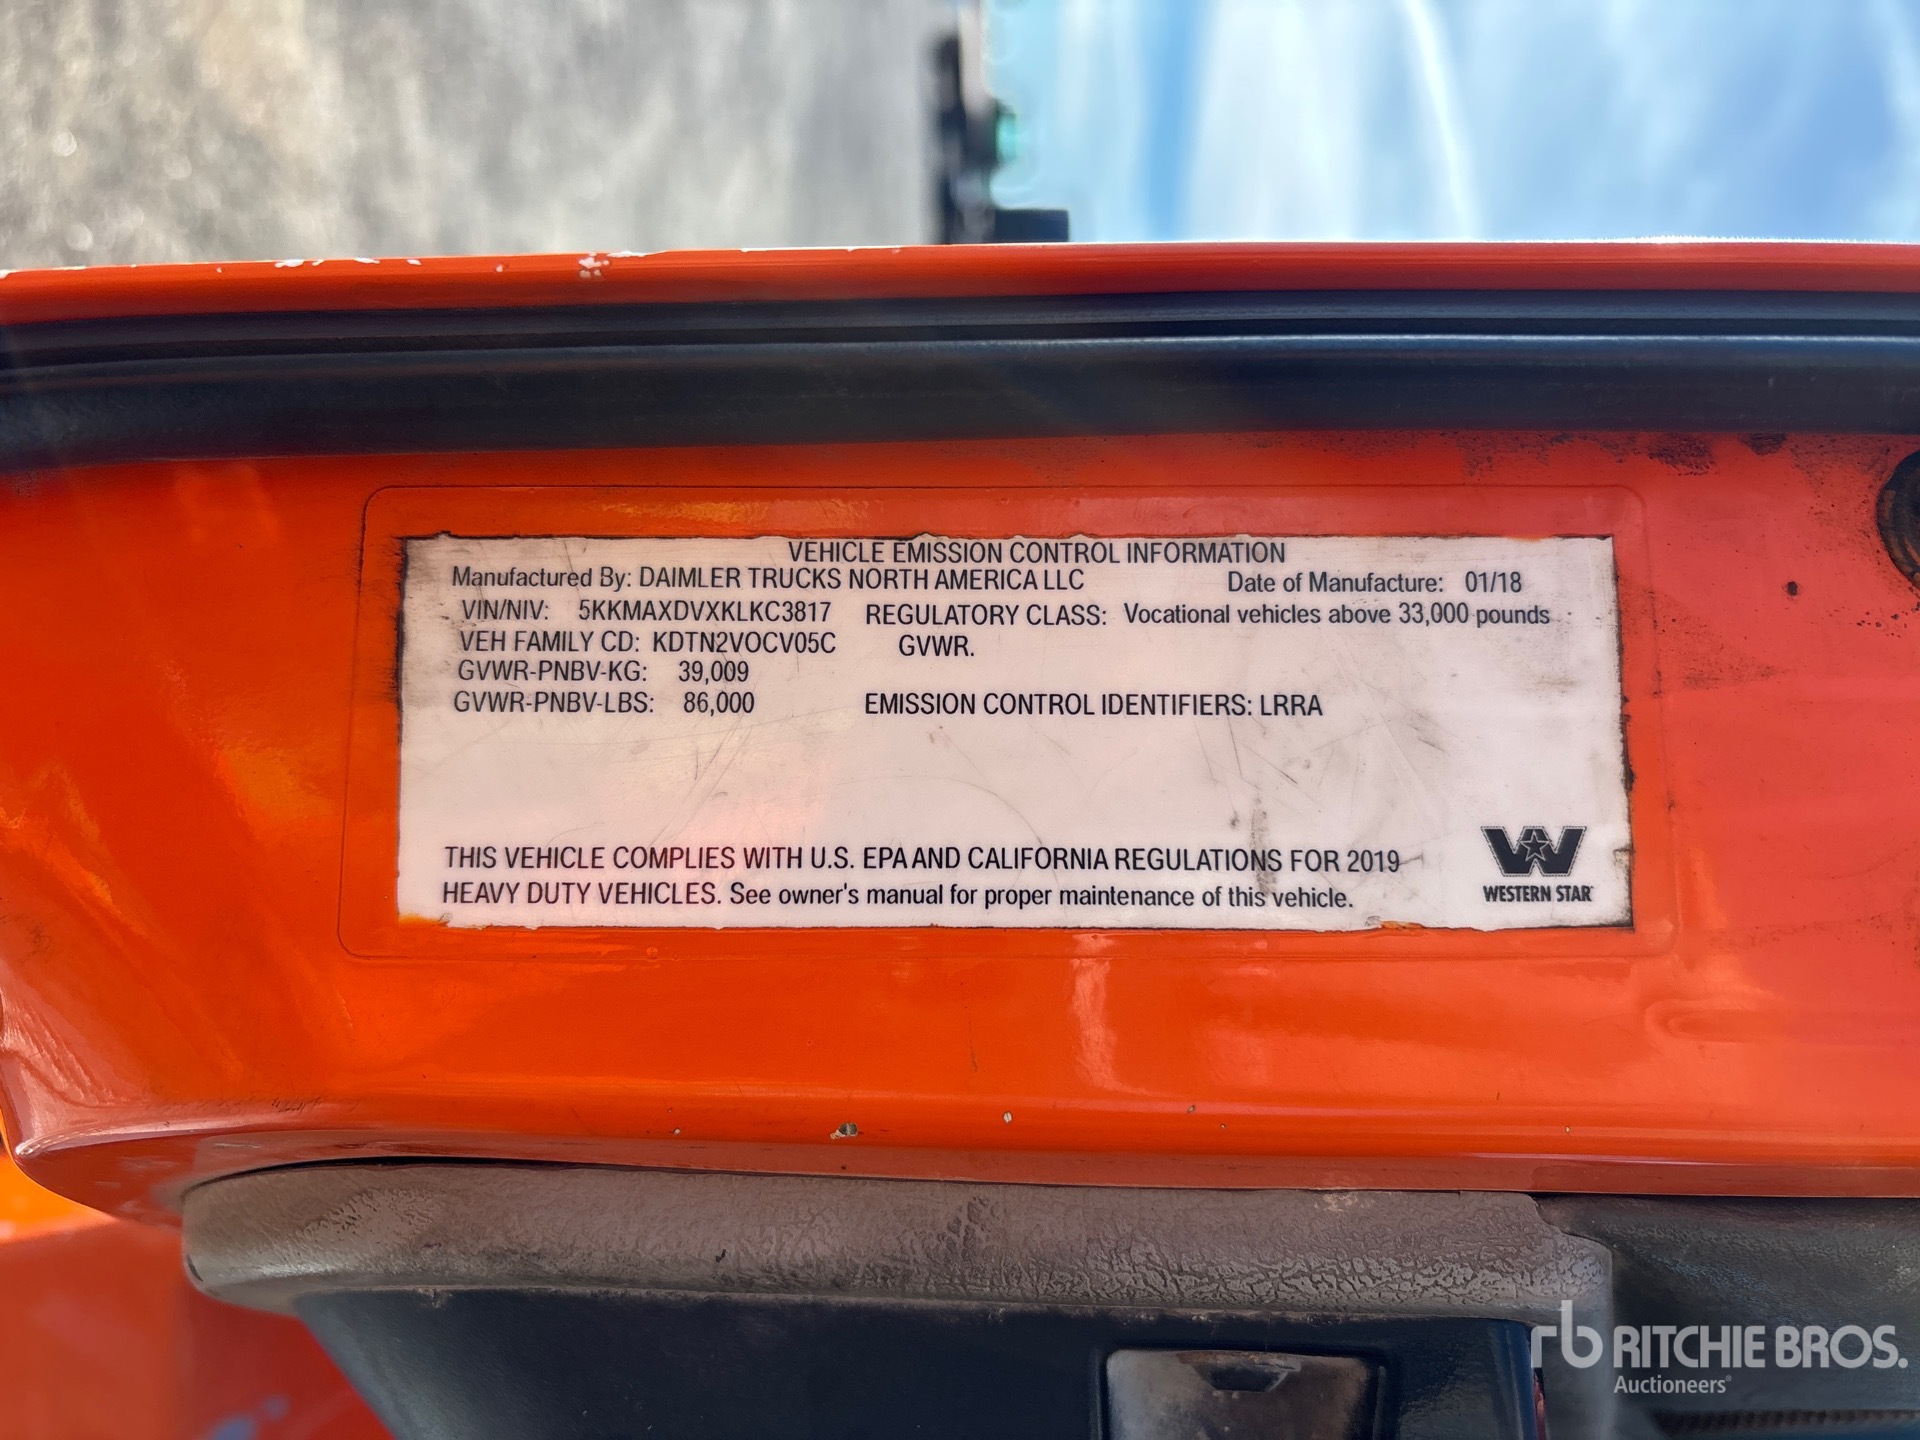 VEHICLE EMISSION CONTROL INFORMATION
Manufactured By: DAIMLER TRUCKS NORTH AMERICA LLC Date of Manufacture: 01/18
VIN/NIV: 5KKMAXDVXKLKC3817 REGULATORY CLASS: Vocational vehicles above 33,000 pounds
VEH FAMILY CD: KDTN2VOCV05C GVWR.
GVWR-PNBV-KG: 39,009
GVWR-PNBV-LBS: 86,000 EMISSION CONTROL IDENTIFIERS: LRRA
THIS VEHICLE COMPLIES WITH U.S. EPA AND CALIFORNIA REGULATIONS FOR 2019
HEAVY DUTY VEHICLES. See owner's manual for proper maintenance of this vehicle.
WESTERN STAR
rb RITCHIE BROS.
Auctioneers